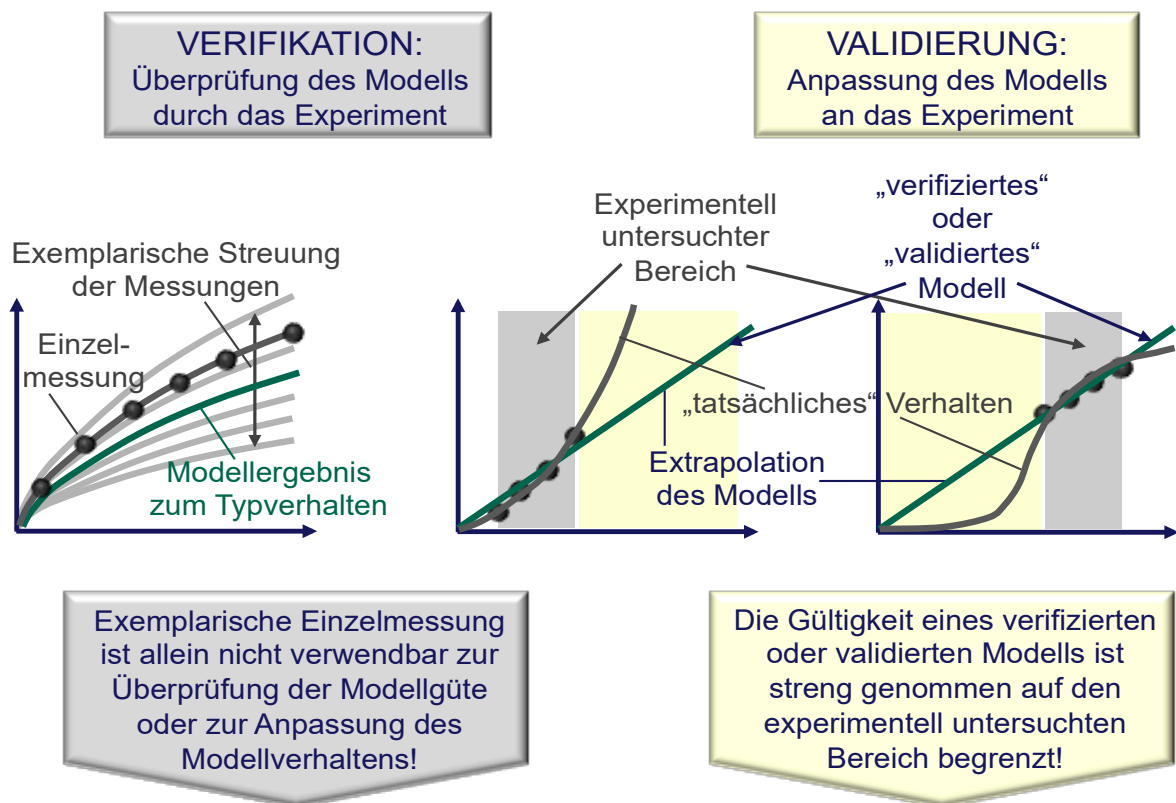 VERIFIKATION:
Überprüfung des Modells
durch das Experiment
VALIDIERUNG:
Anpassung des Modells
an das Experiment
Exemplarische Streuung
der Messungen
Einzel-
messung
Modellergebnis
zum Typverhalten
Experimentell
untersuchter
Bereich
„verifiziertes“
oder
„validiertes“
Modell
„tatsächliches“ Verhalten
Extrapolation
des Modells
Exemplarische Einzelmessung
ist allein nicht verwendbar zur
Überprüfung der Modellgüte
oder zur Anpassung des
Modellverhaltens!
Die Gültigkeit eines verifizierten
oder validierten Modells ist
streng genommen auf den
experimentell untersuchten
Bereich begrenzt!